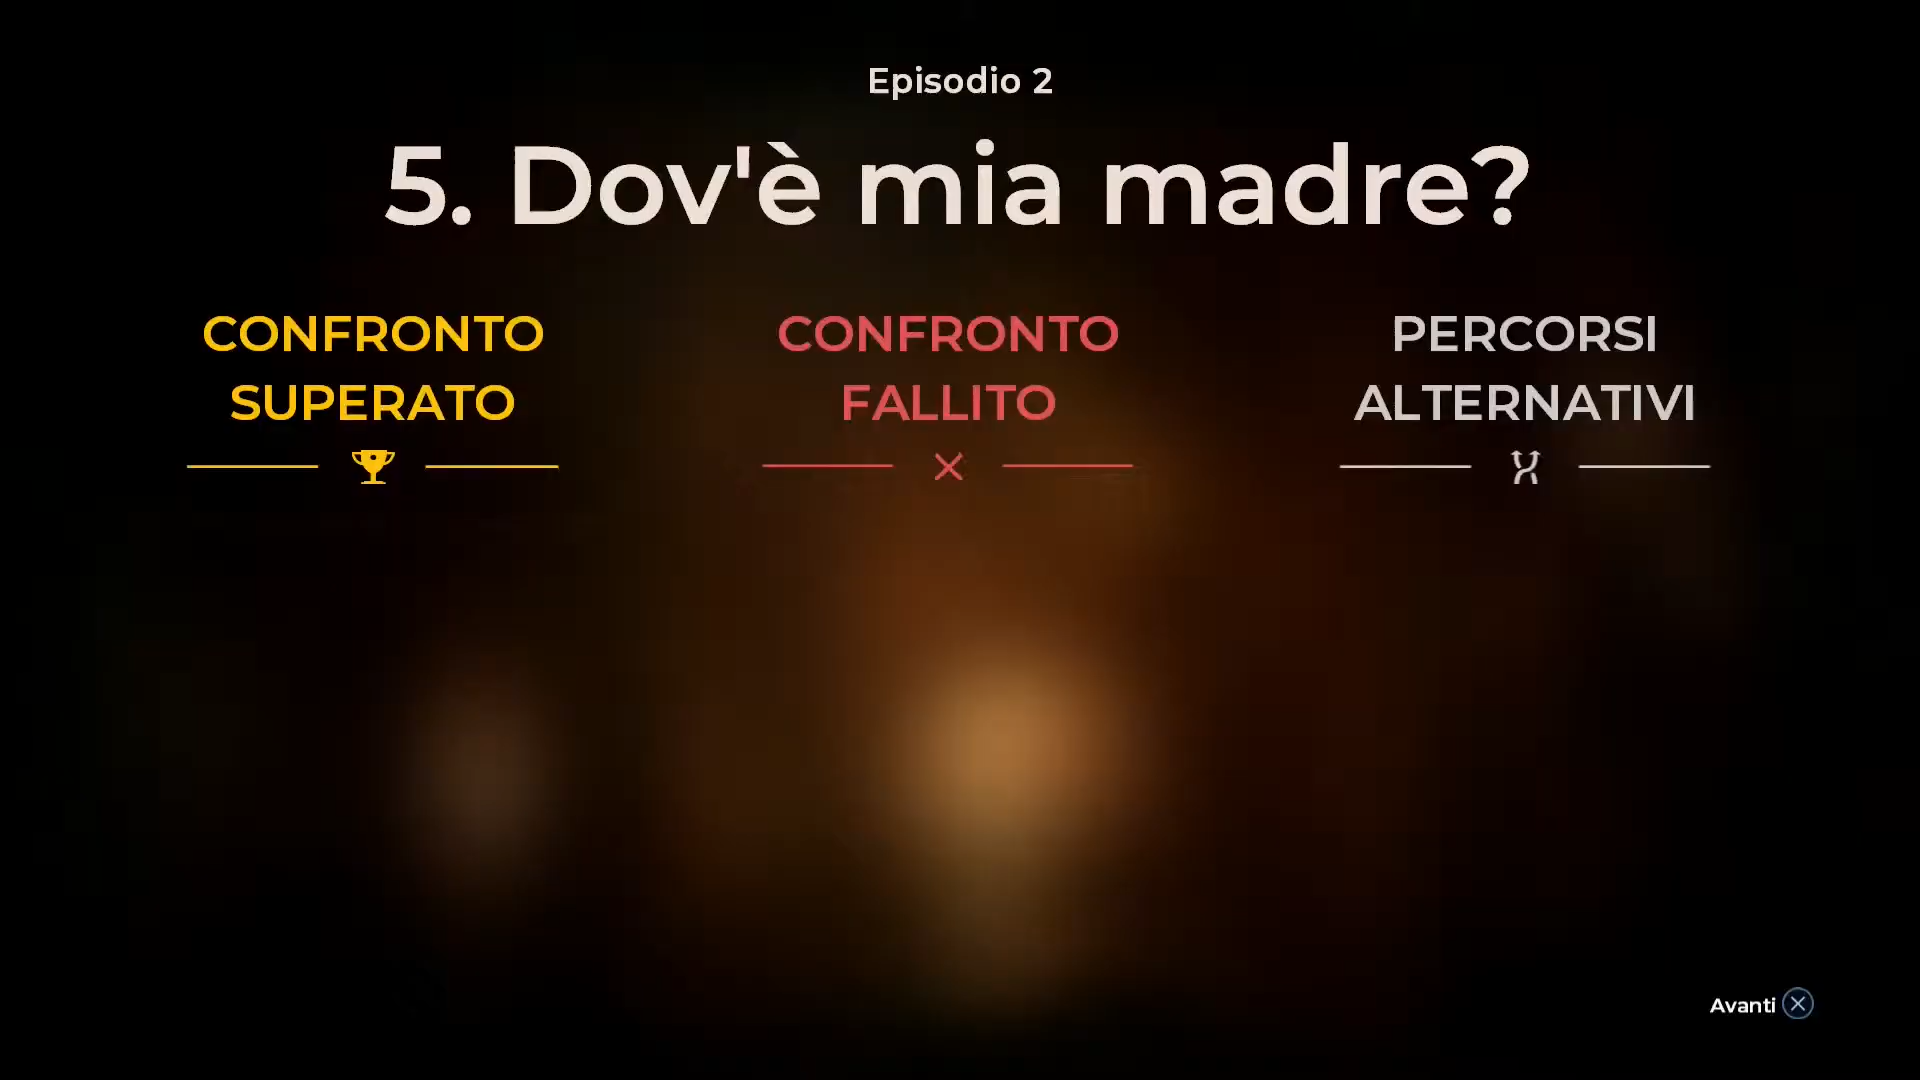 Episodio 2
5. Dov'è mia madre?
CONFRONTO
SUPERATO
CONFRONTO
FALLITO
PERCORSI
ALTERNATIVI
Avanti